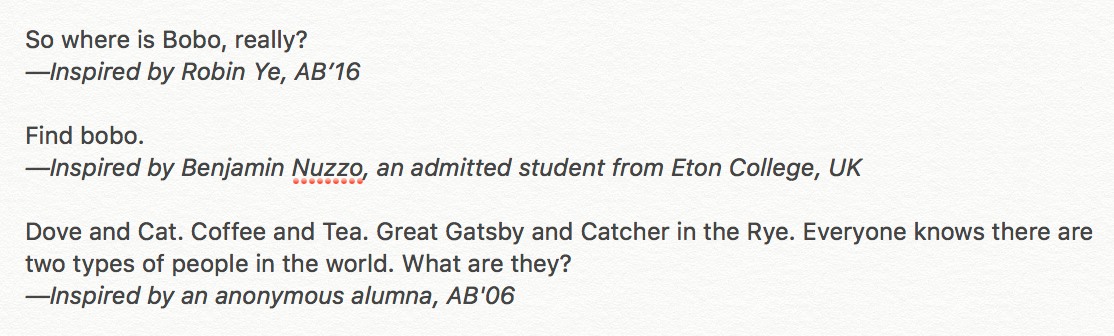 So where is Bobo, really?
—Inspired by Robin Ye, AB’16
Find bobo.
—Inspired by Benjamin Nuzzo, an admitted student from Eton College, UK
Dove and Cat. Coffee and Tea. Great Gatsby and Catcher in the Rye. Everyone knows there are
two types of people in the world. What are they?
—Inspired by an anonymous alumna, AB'06